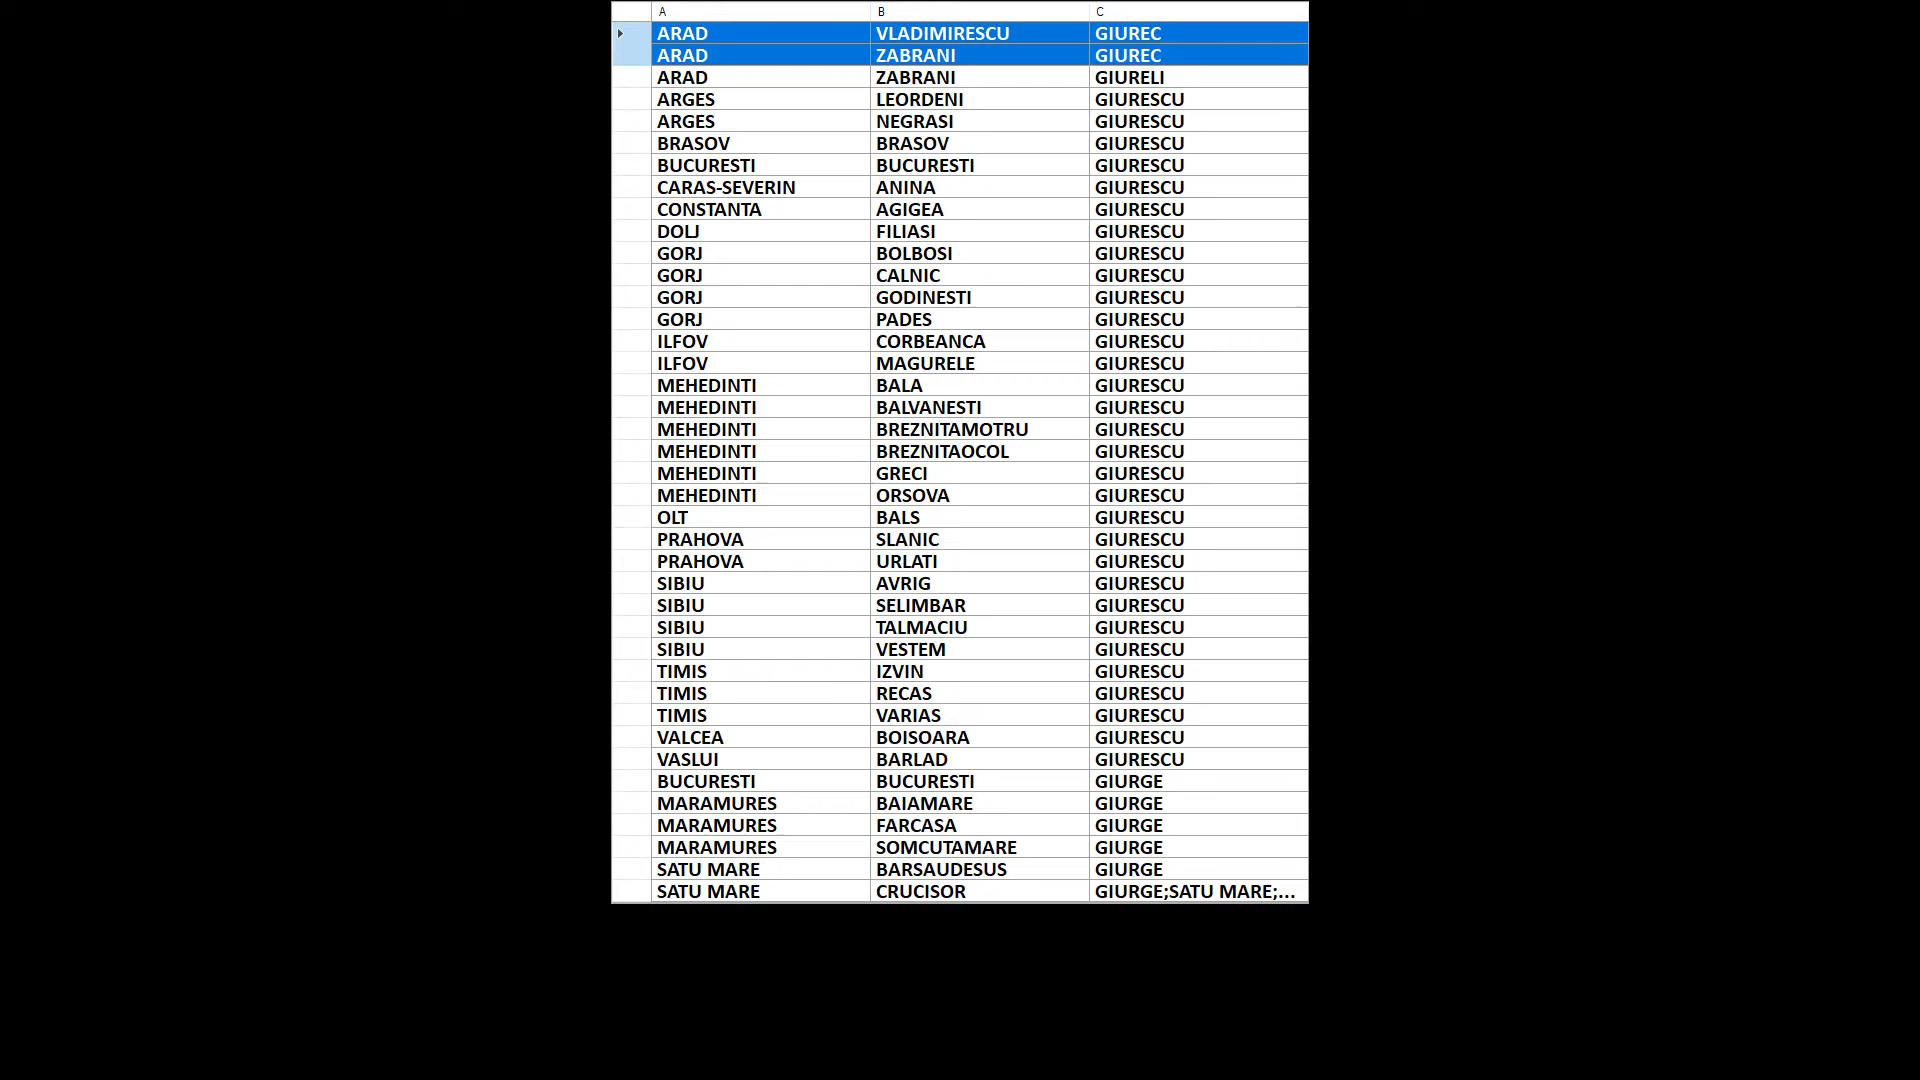 A B C
ARAD VLADIMIRESCU GIUREC
ARAD ZABRANI GIUREC
ARAD ZABRANI GIURELI
ARGES LEORDENI GIURESCU
ARGES NEGRASI GIURESCU
BRASOV BRASOV GIURESCU
BUCURESTI BUCURESTI GIURESCU
CARAS-SEVERIN ANINA GIURESCU
CONSTANTA AGIGEA GIURESCU
DOLJ FILIASI GIURESCU
GORJ BOLBOSI GIURESCU
GORJ CALNIC GIURESCU
GORJ GODINESTI GIURESCU
GORJ PADES GIURESCU
ILFOV CORBEANCA GIURESCU
ILFOV MAGURELE GIURESCU
MEHEDINTI BALA GIURESCU
MEHEDINTI BALVANESTI GIURESCU
MEHEDINTI BREZNITAMOTRU GIURESCU
MEHEDINTI BREZNITAOCOL GIURESCU
MEHEDINTI GRECI GIURESCU
MEHEDINTI ORSOVA GIURESCU
OLT BALS GIURESCU
PRAHOVA SLANIC GIURESCU
PRAHOVA URLATI GIURESCU
SIBIU AVRIG GIURESCU
SIBIU SELIMBAR GIURESCU
SIBIU TALMACIU GIURESCU
SIBIU VESTEM GIURESCU
TIMIS IZVIN GIURESCU
TIMIS RECAS GIURESCU
TIMIS VARIAS GIURESCU
VALCEA BOISOARA GIURESCU
VASLUI BARLAD GIURESCU
BUCURESTI BUCURESTI GIURGE
MARAMURES BAIAMARE GIURGE
MARAMURES FARCASA GIURGE
MARAMURES SOMCUTAMARE GIURGE
SATU MARE BARSAUDESUS GIURGE
SATU MARE CRUCISOR GIURGE;SATU MARE;...